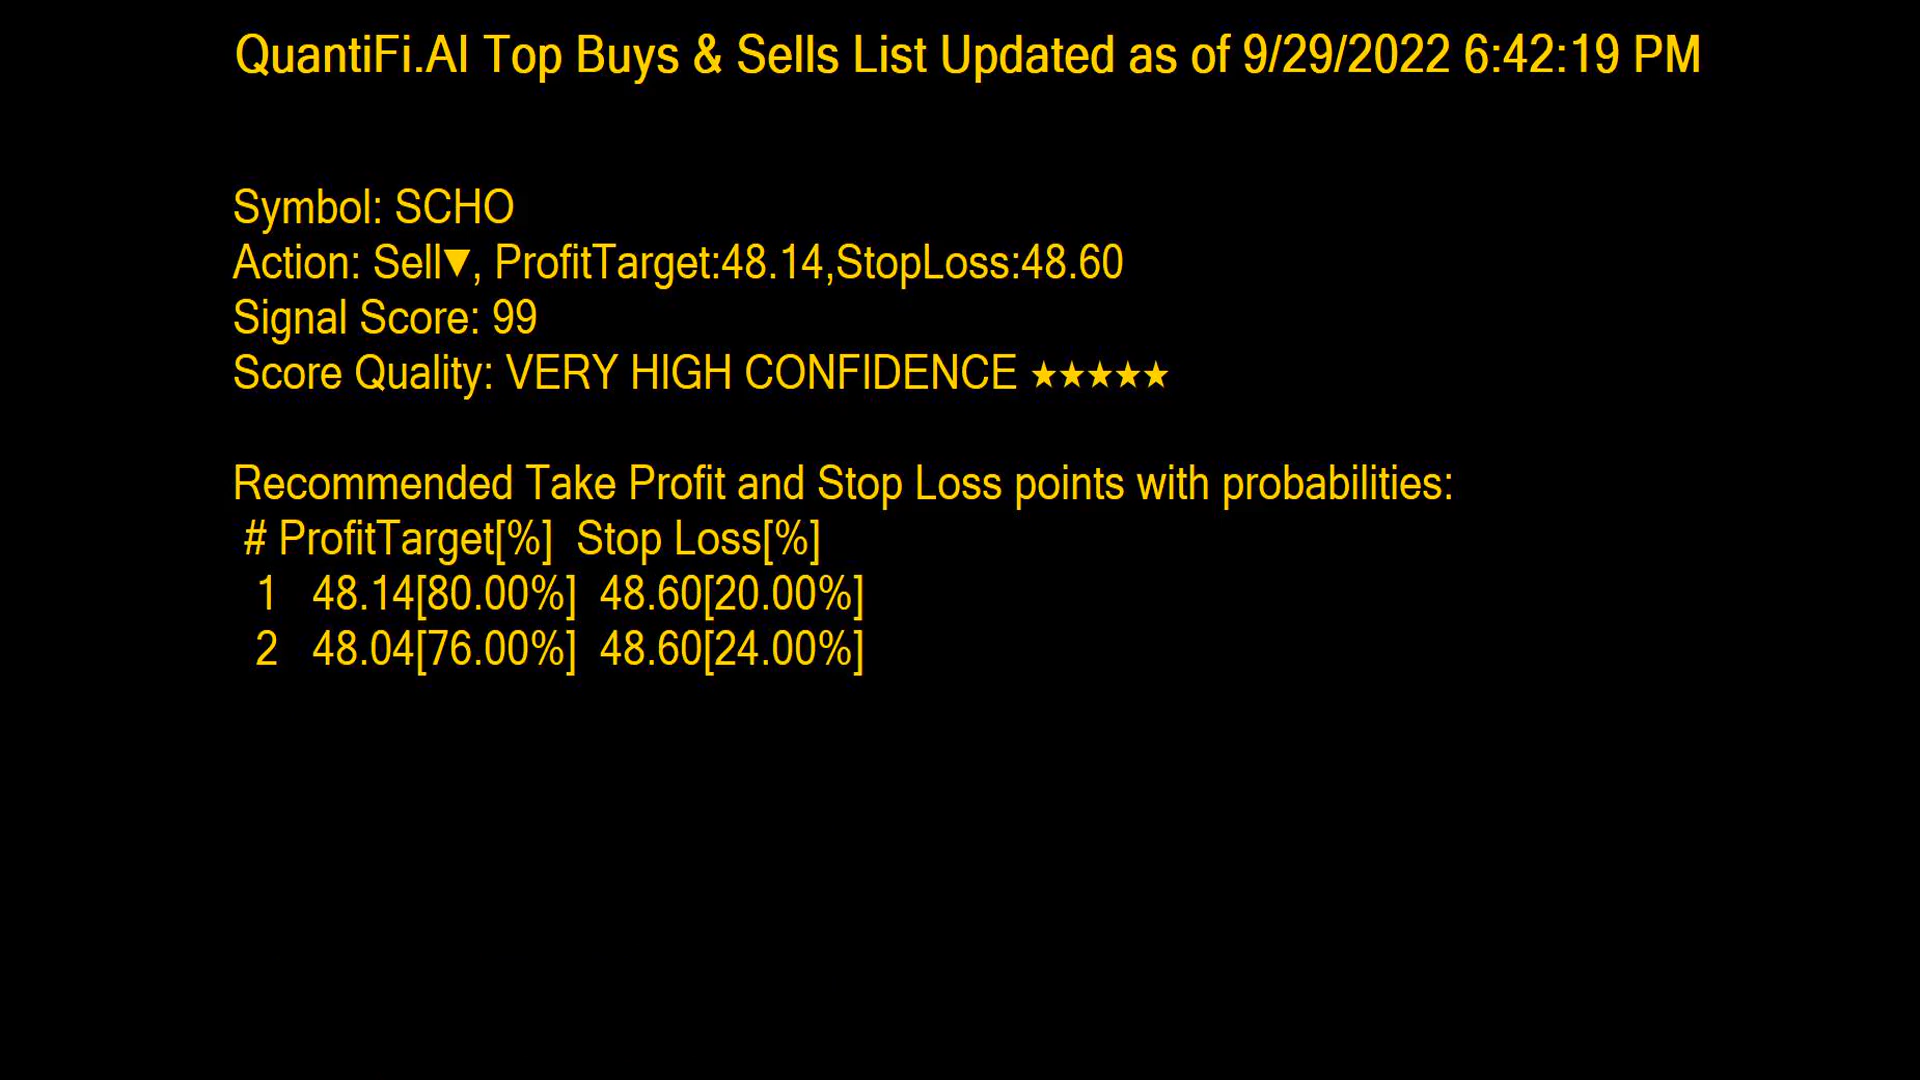 QuantiFi.AI Top Buys & Sells List Updated as of 9/29/2022 6:42:19 PM
Symbol: SCHO
Action: Sell▼, ProfitTarget:48.14,StopLoss:48.60
Signal Score: 99
Score Quality: VERY HIGH CONFIDENCE ★★★★★
Recommended Take Profit and Stop Loss points with probabilities:
# ProfitTarget[%] Stop Loss[%]
1 48.14[80.00%] 48.60[20.00%]
2 48.04[76.00%] 48.60[24.00%]